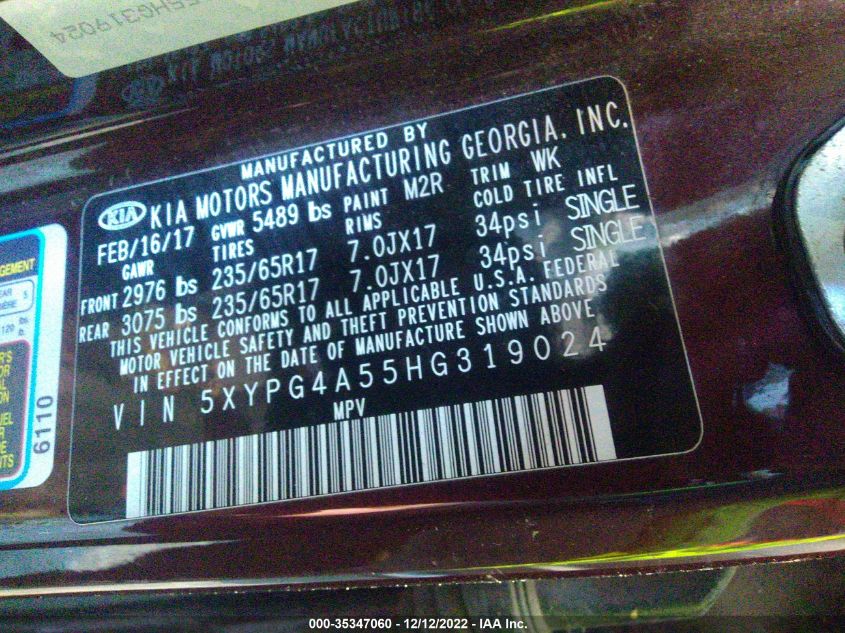 BHG319024
MANUFACTURED BY
KIA KIA MOTORS MANUFACTURING GEORGIA, INC.
FEB/16/17 GVWR 5489 lbs PAINT M2R TRIM WK
GAWR TIRES RIMS COLD TIRE INFL
FRONT 2976 lbs 235/65R17 7.0JX17 34psi SINGLE
REAR 3075 lbs 235/65R17 7.0JX17 34psi SINGLE
THIS VEHICLE CONFORMS TO ALL APPLICABLE U.S.A. FEDERAL
MOTOR VEHICLE SAFETY AND THEFT PREVENTION STANDARDS
IN EFFECT ON THE DATE OF MANUFACTURE SHOWN ABOVE
VIN 5XYPG4A55HG319024
MPV
6110
000-35347060 - 12/12/2022 - IAA Inc.